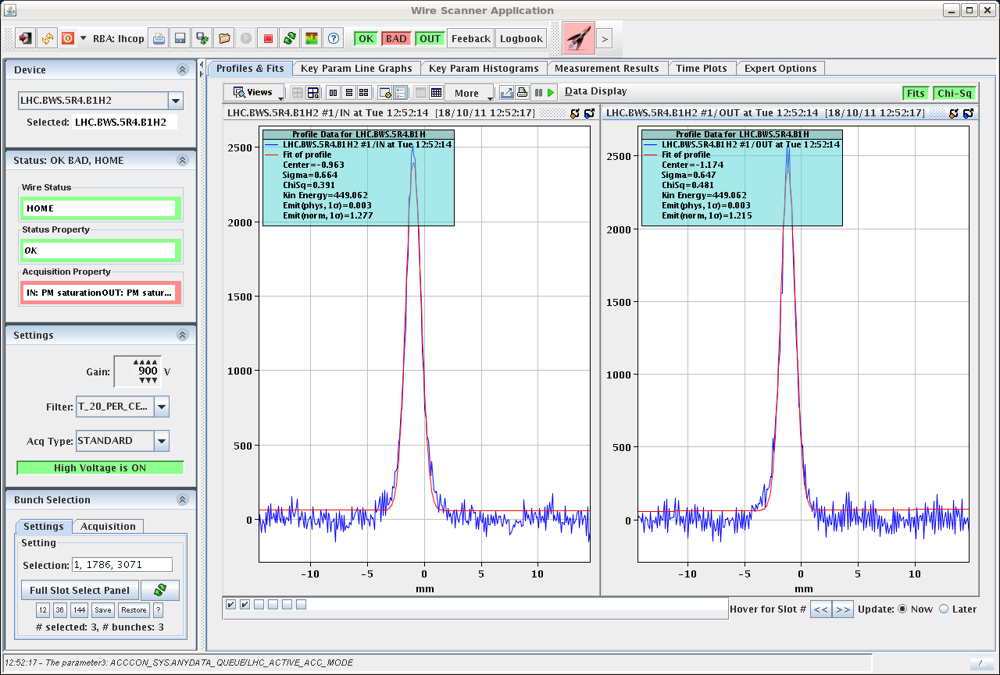 Wire Scanner Application
RBA: lhcop
OK BAD OUT Feeback Logbook >
Device
LHC.BWS.5R4.B1H2
Selected: LHC.BWS.5R4.B1H2
Status: OK BAD, HOME
Wire Status
HOME
Status Property
OK
Acquisition Property
IN: PM saturationOUT: PM satur...
Settings
Gain: 900 V
Filter: T_20_PER_CE...
Acq Type: STANDARD
High Voltage is ON
Bunch Selection
Settings Acquisition
Setting
Selection: 1, 1786, 3071
Full Slot Select Panel
12 36 144 Save Restore ?
# selected: 3, # bunches: 3
Profiles & Fits Key Param Line Graphs Key Param Histograms Measurement Results Time Plots Expert Options
Views More Data Display Fits Chi-Sq
LHC.BWS.5R4.B1H2 #1/IN at Tue 12:52:14 [18/10/11 12:52:17]
Profile Data for LHC.BWS.5R4.B1H
LHC.BWS.5R4.B1H2 #1/IN at Tue 12:52:14
Fit of profile
Center=-0.963
Sigma=0.664
ChiSq=0.391
Kin Energy=449.062
Emit(phys, 1σ)=0.003
Emit(norm, 1σ)=1.277
2500
2000
1500
1000
500
0
-10 -5 0 5 10
mm
LHC.BWS.5R4.B1H2 #1/OUT at Tue 12:52:14 [18/10/11 12:52:17]
Profile Data for LHC.BWS.5R4.B1H
LHC.BWS.5R4.B1H2 #1/OUT at Tue 12:52:14
Fit of profile
Center=-1.174
Sigma=0.647
ChiSq=0.481
Kin Energy=449.062
Emit(phys, 1σ)=0.003
Emit(norm, 1σ)=1.215
2500
2000
1500
1000
500
0
-10 -5 0 5 10
mm
Hover for Slot # << >> Update: Now Later
12:52:17 - The parameter3: ACCCON_SYS.ANYDATA_QUEUE/LHC_ACTIVE_ACC_MODE